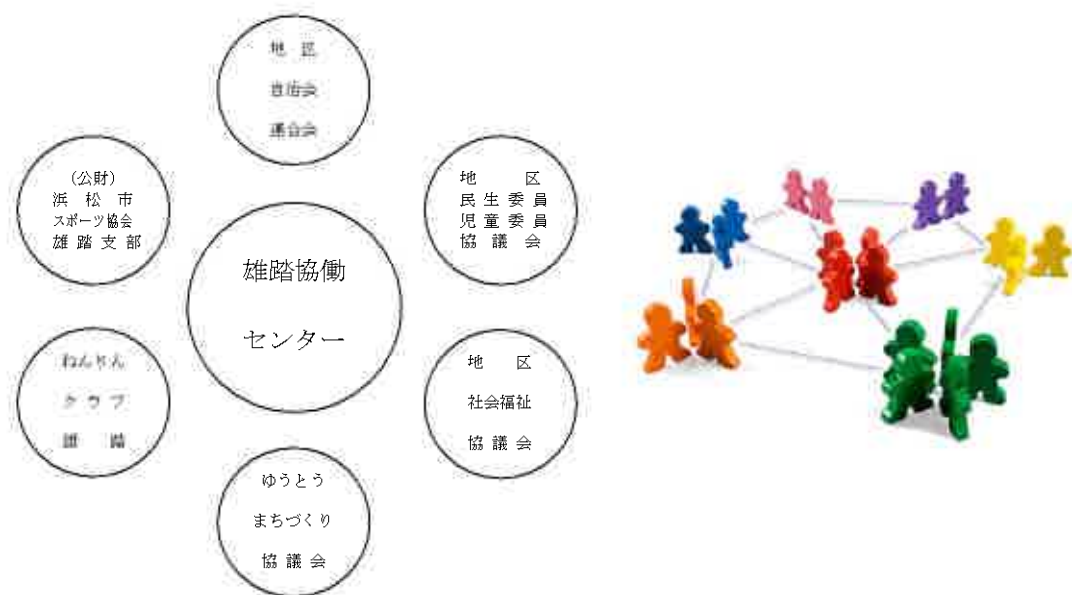 地 区
自治会
連合会
(公財)
浜 松 市
スポーツ協会
雄 踏 支 部
地 区
民 生 委 員
児 童 委 員
協 議 会
雄踏協働
センター
ねんりん
クラブ
雄 踏
地 区
社会福祉
協 議 会
ゆうとう
まちづくり
協 議 会